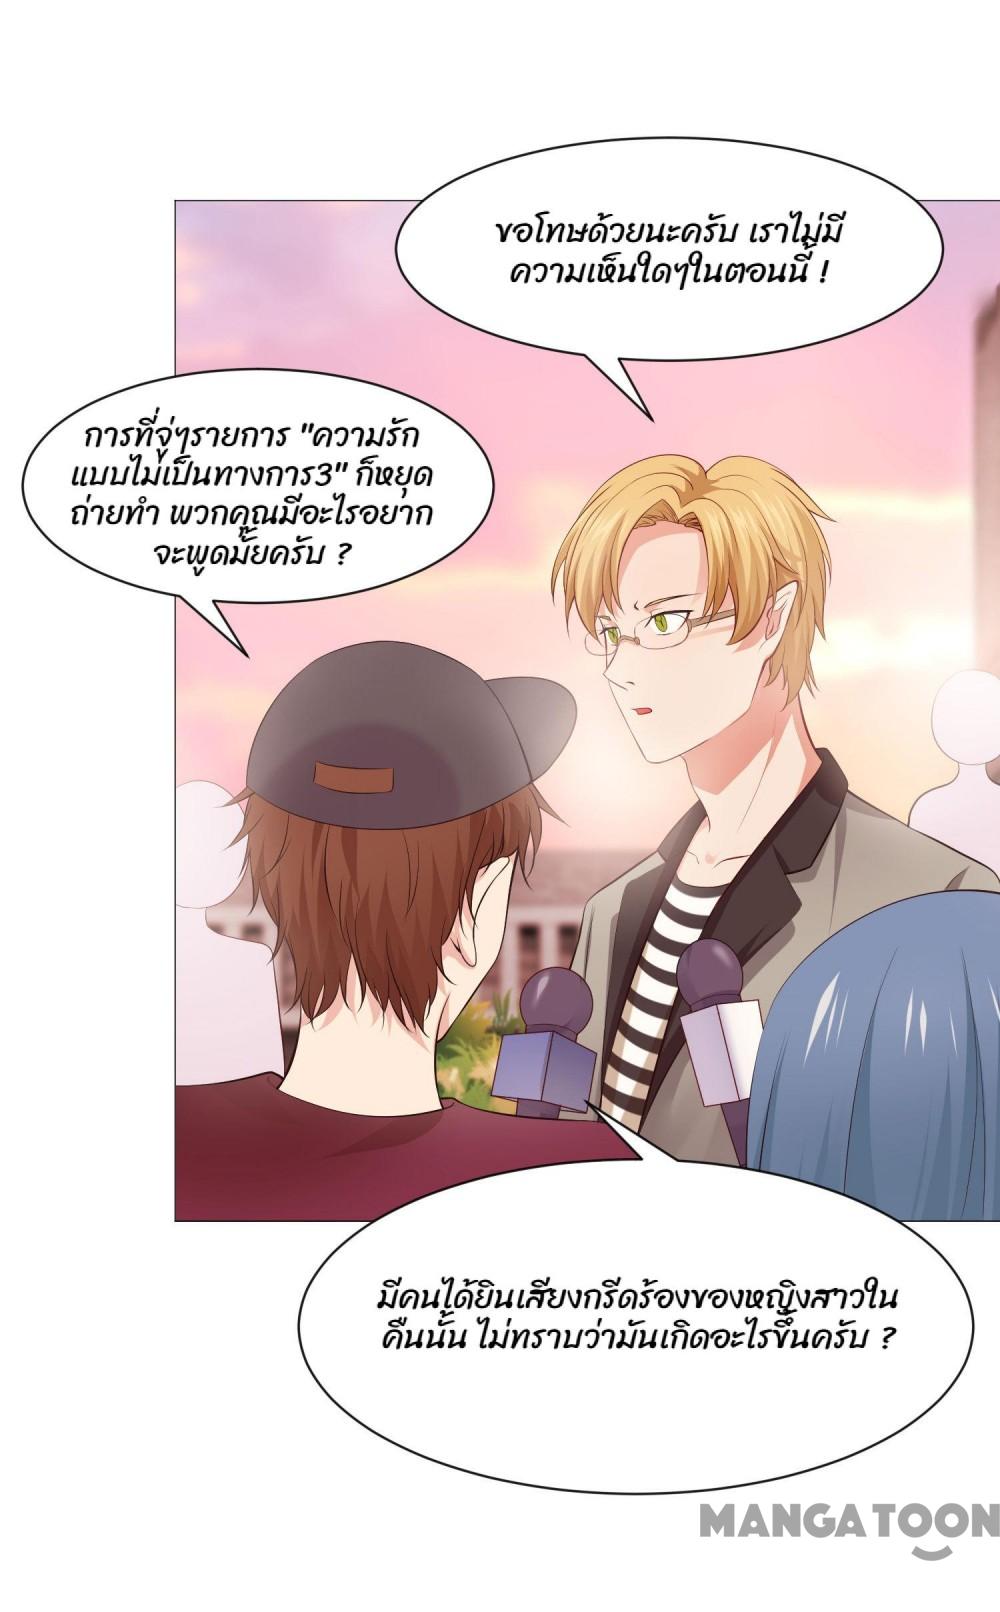 ขอโทษด้วยนะครับ เราไม่มี
ความเห็นใดๆในตอนนี้ !
การที่จู่ๆรายการ "ความรัก
แบบไม่เป็นทางการ3" ก็หยุด
ถ่ายทำ พวกคุณมีอะไรอยาก
จะพูดมั้ยครับ ?
มีคนได้ยินเสียงกรีดร้องของหญิงสาวใน
คืนนั้น ไม่ทราบว่ามันเกิดอะไรขึ้นครับ ?
MANGATOON